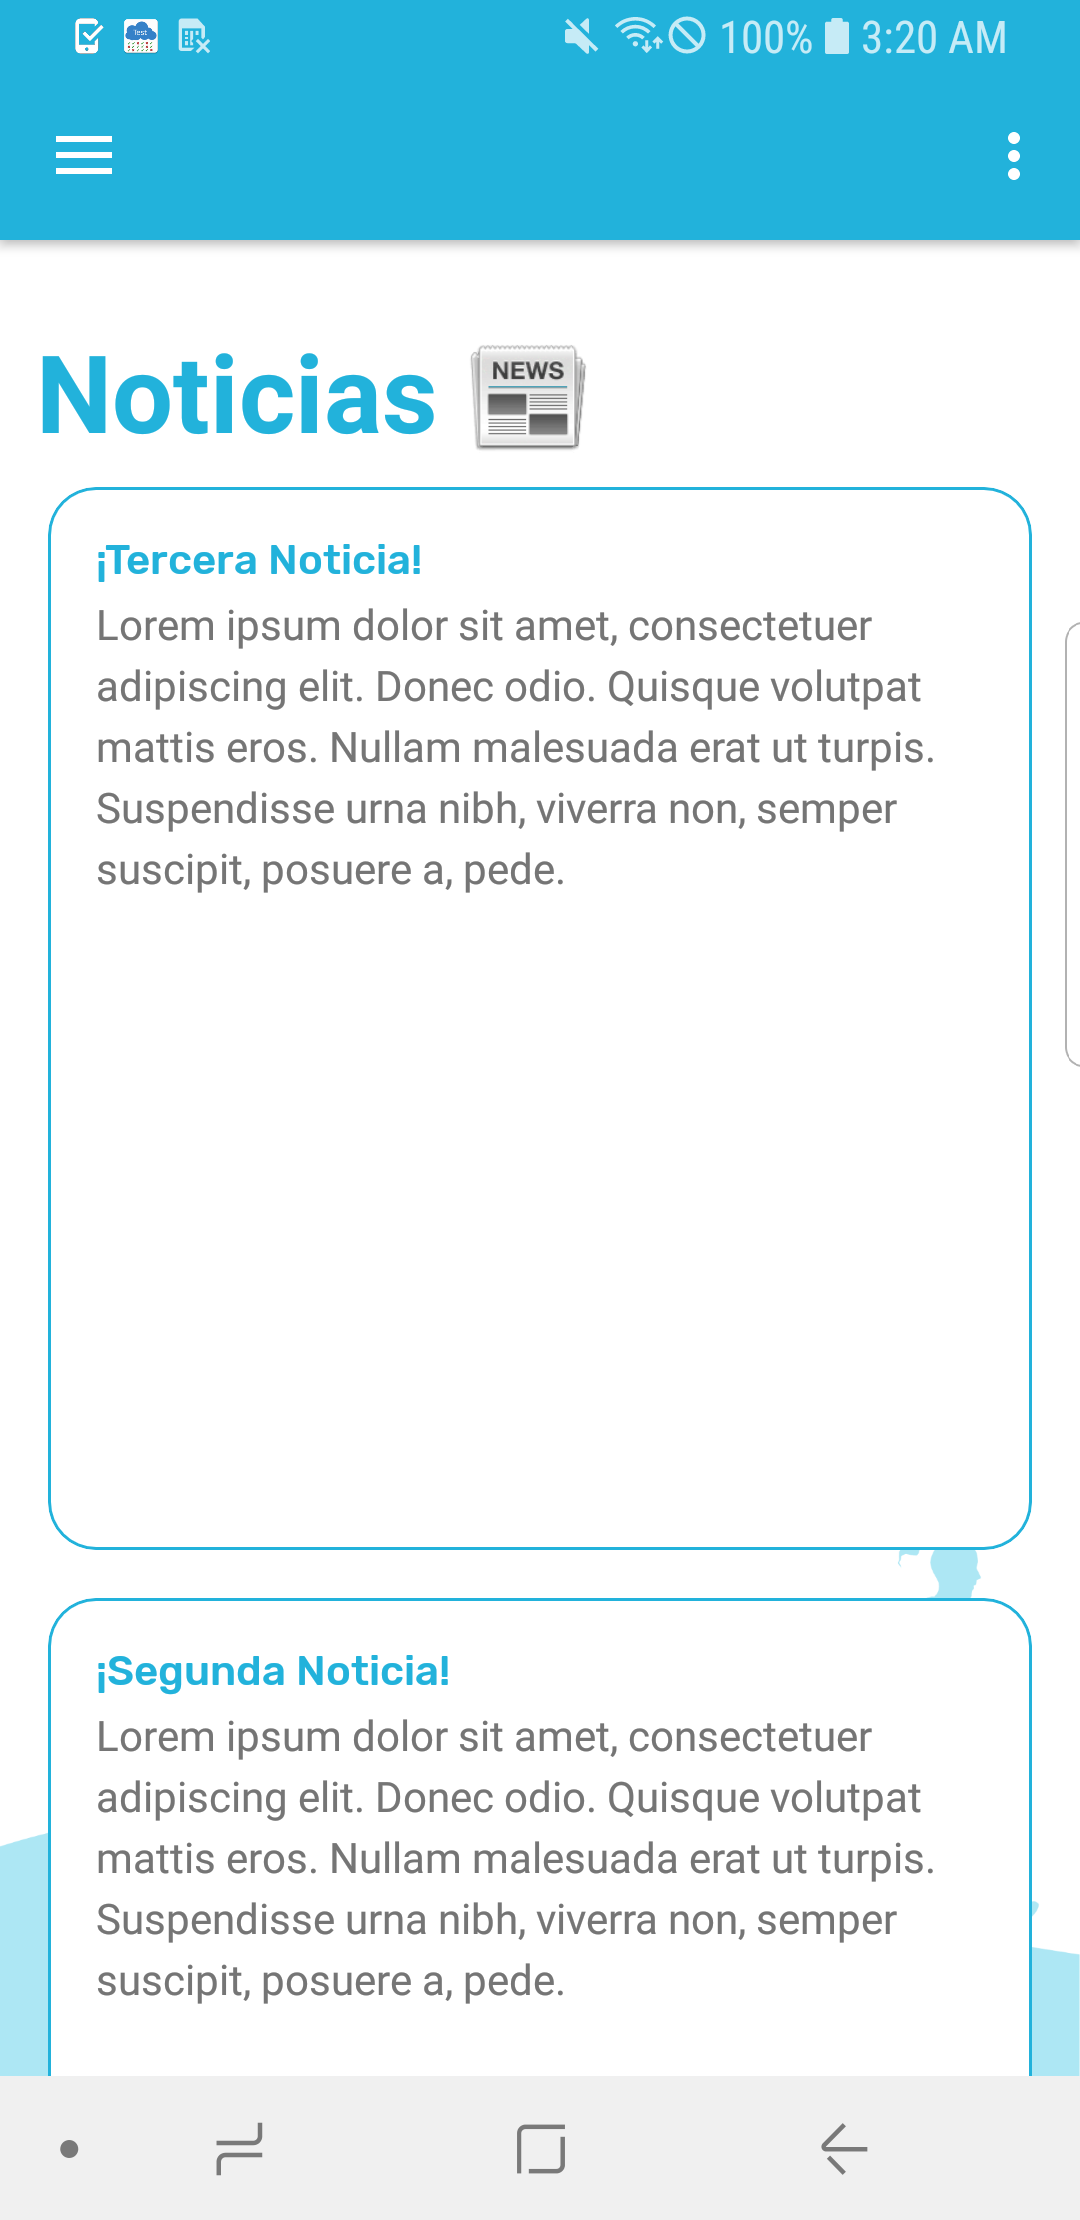 Test
100% 3:20 AM
Noticias
NEWS
¡Tercera Noticia!
Lorem ipsum dolor sit amet, consectetuer
adipiscing elit. Donec odio. Quisque volutpat
mattis eros. Nullam malesuada erat ut turpis.
Suspendisse urna nibh, viverra non, semper
suscipit, posuere a, pede.
¡Segunda Noticia!
Lorem ipsum dolor sit amet, consectetuer
adipiscing elit. Donec odio. Quisque volutpat
mattis eros. Nullam malesuada erat ut turpis.
Suspendisse urna nibh, viverra non, semper
suscipit, posuere a, pede.